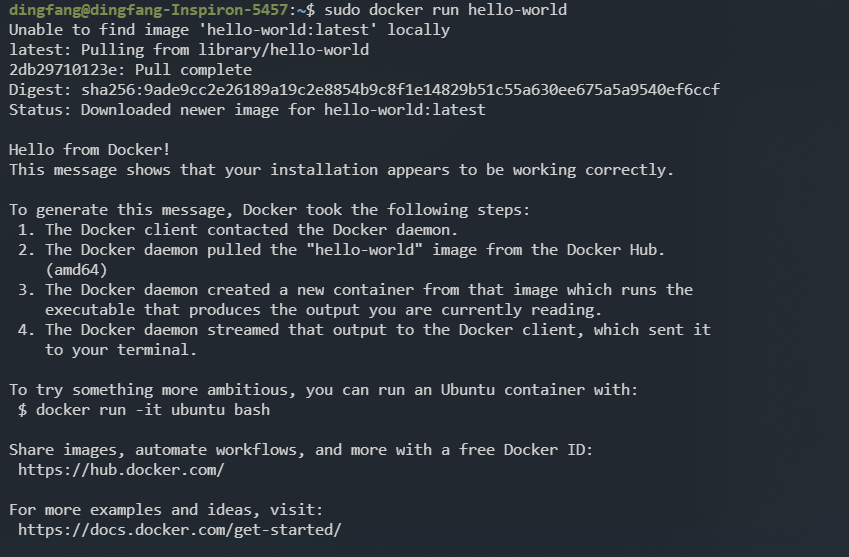 dingfang@dingfang-Inspiron-5457:~$ sudo docker run hello-world
Unable to find image 'hello-world:latest' locally
latest: Pulling from library/hello-world
2db29710123e: Pull complete
Digest: sha256:9ade9cc2e26189a19c2e8854b9c8f1e14829b51c55a630ee675a5a9540ef6ccf
Status: Downloaded newer image for hello-world:latest

Hello from Docker!
This message shows that your installation appears to be working correctly.

To generate this message, Docker took the following steps:
 1. The Docker client contacted the Docker daemon.
 2. The Docker daemon pulled the "hello-world" image from the Docker Hub.
    (amd64)
 3. The Docker daemon created a new container from that image which runs the
    executable that produces the output you are currently reading.
 4. The Docker daemon streamed that output to the Docker client, which sent it
    to your terminal.

To try something more ambitious, you can run an Ubuntu container with:
 $ docker run -it ubuntu bash

Share images, automate workflows, and more with a free Docker ID:
 https://hub.docker.com/

For more examples and ideas, visit:
 https://docs.docker.com/get-started/